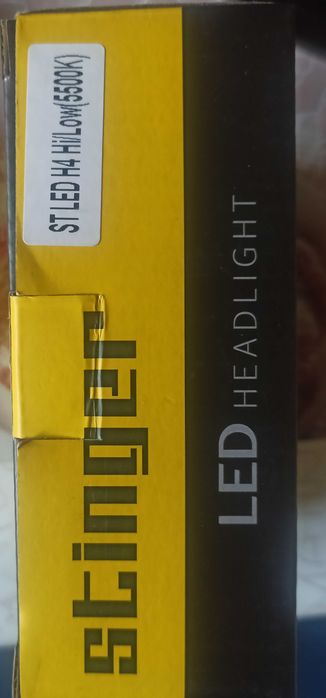 ST LED H4 Hi/Low(5500K)
stinger
LED HEADLIGHT